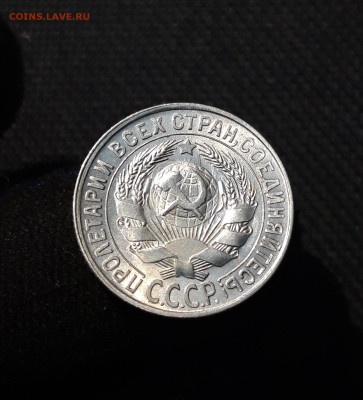 COINS.LAVE.RU
ПРОЛЕТАРИИ ВСЕХ СТРАН, СОЕДИНЯЙТЕСЬ!
С.С.С.Р.